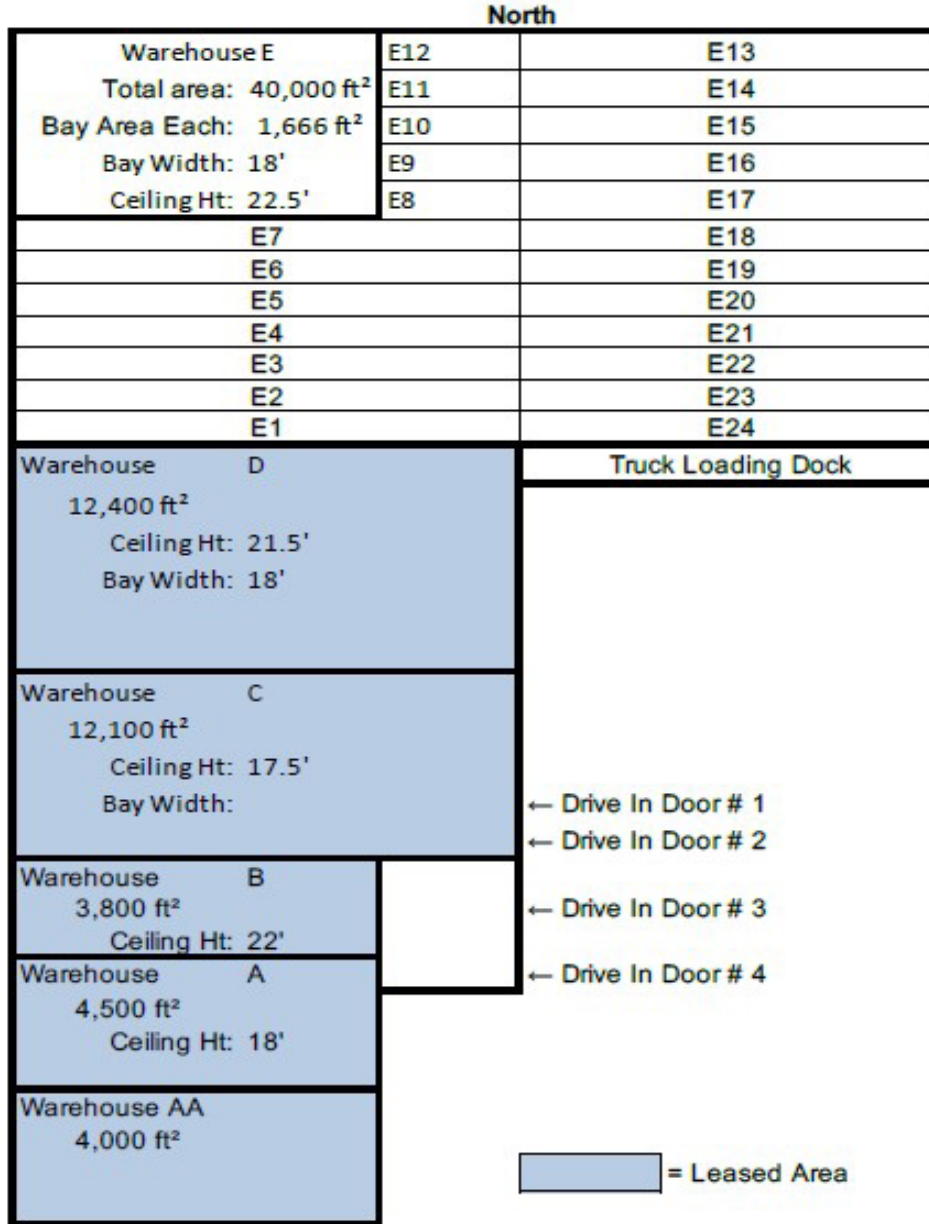 North
Warehouse E E12 E13
Total area: 40,000 ft² E11 E14
Bay Area Each: 1,666 ft² E10 E15
Bay Width: 18' E9 E16
Ceiling Ht: 22.5' E8 E17
E7 E18
E6 E19
E5 E20
E4 E21
E3 E22
E2 E23
E1 E24
Warehouse D Truck Loading Dock
12,400 ft²
Ceiling Ht: 21.5'
Bay Width: 18'
Warehouse C
12,100 ft²
Ceiling Ht: 17.5'
Bay Width: ← Drive In Door # 1
← Drive In Door # 2
Warehouse B
3,800 ft² ← Drive In Door # 3
Ceiling Ht: 22'
Warehouse A ← Drive In Door # 4
4,500 ft²
Ceiling Ht: 18'
Warehouse AA
4,000 ft²
= Leased Area